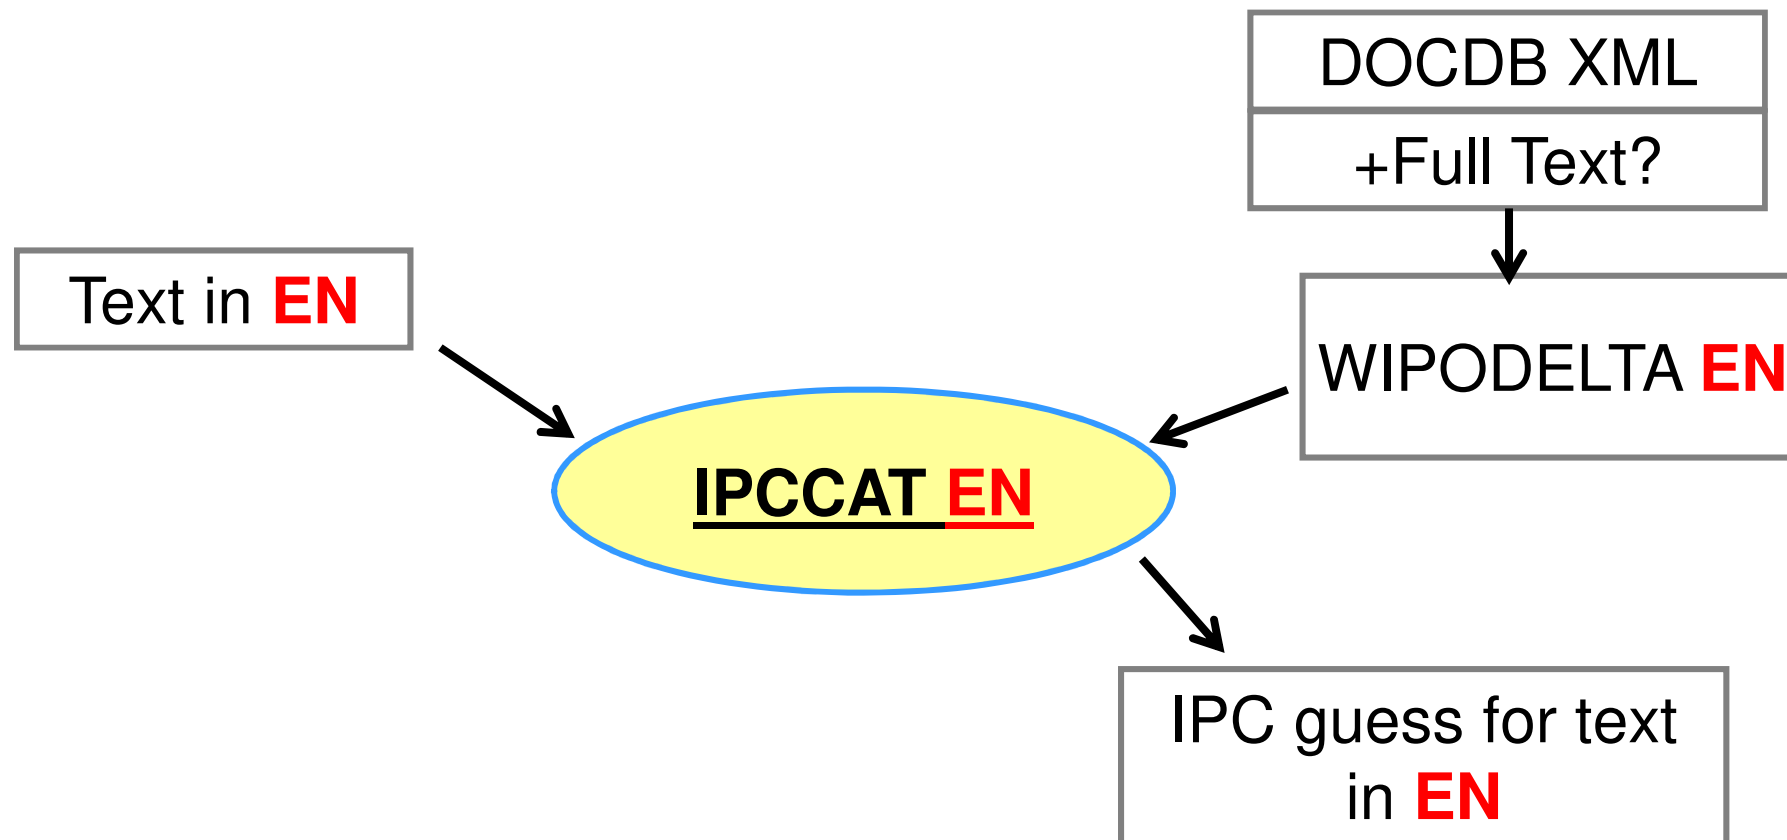 DOCDB XML
+Full Text?
Text in EN
WIPODELTA EN
IPCCAT EN
IPC guess for text
in EN